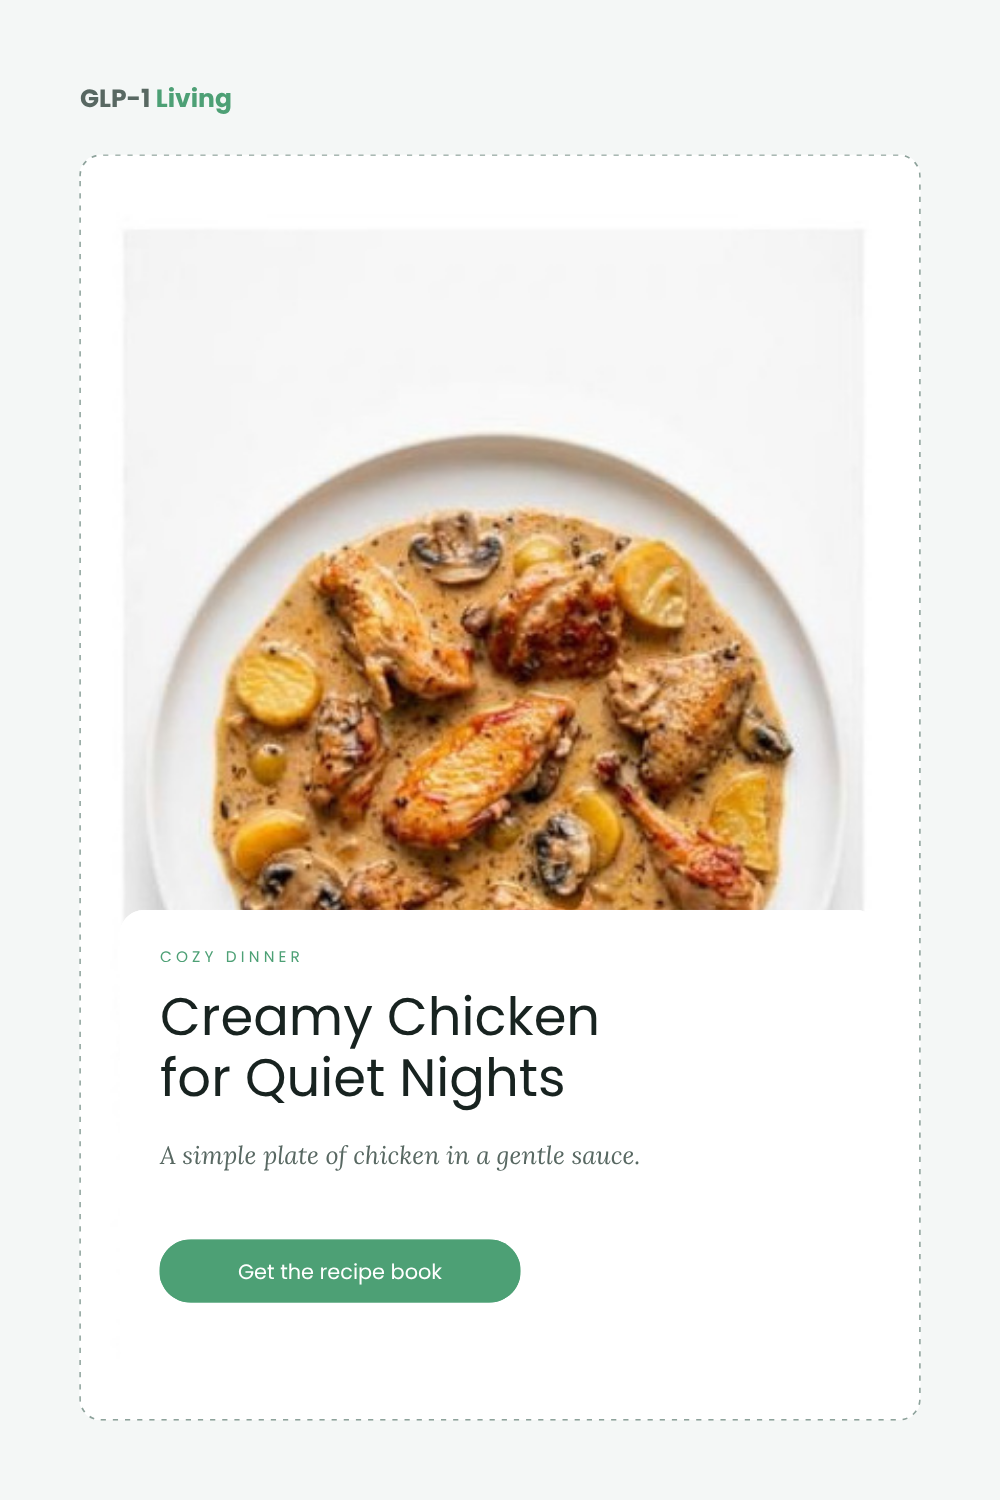 GLP-1 Living
COZY DINNER
Creamy Chicken
for Quiet Nights
A simple plate of chicken in a gentle sauce.
Get the recipe book